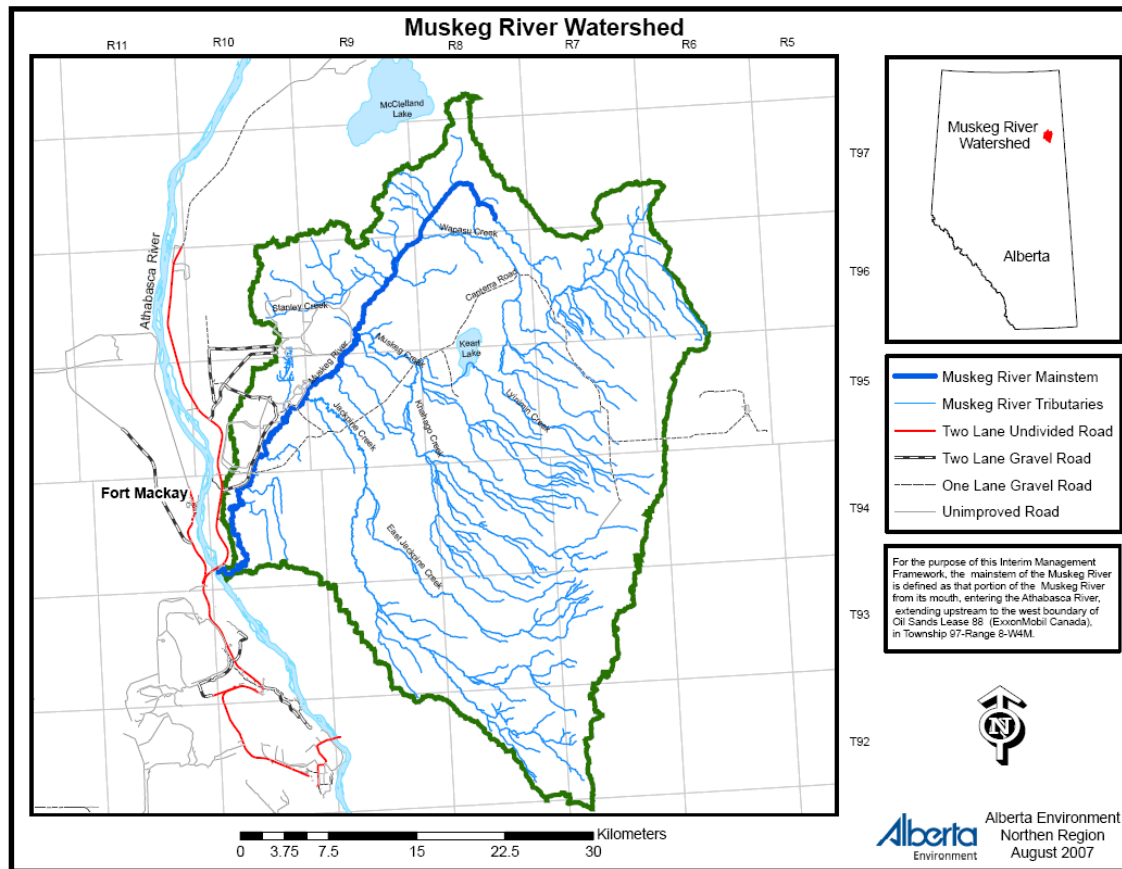 Muskeg River Watershed
R11
R10
R9
R8
R7
R6
R5
McClelland
Lake
Athabasca River
Wapasu Creek
Canterra Road
Stanley Creek
Kearl
Lake
Muskeg Creek
Muskeg River
Jackpine Creek
Khahago Creek
Iyinimin Creek
Fort Mackay
East Jackpine Creek
T97
T96
T95
T94
T93
T92
Kilometers
0 3.75 7.5 15 22.5 30
Muskeg River
Watershed
Alberta
Muskeg River Mainstem
Muskeg River Tributaries
Two Lane Undivided Road
Two Lane Gravel Road
One Lane Gravel Road
Unimproved Road
For the purpose of this Interim Management
Framework, the mainstem of the Muskeg River
is defined as that portion of the Muskeg River
from its mouth, entering the Athabasca River,
extending upstream to the west boundary of
Oil Sands Lease 88 (ExxonMobil Canada),
in Township 97-Range 8-W4M.
N
Alberta
Environment
Alberta Environment
Northen Region
August 2007